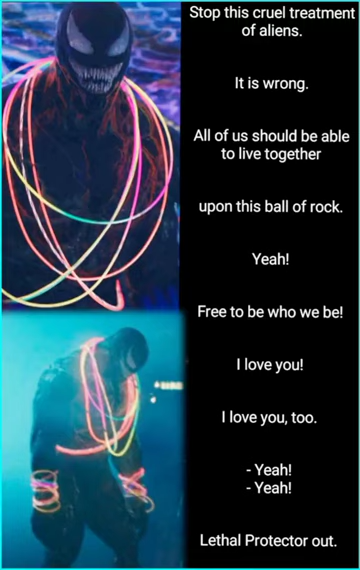 Stop this cruel treatment
of aliens.
It is wrong.
All of us should be able
to live together
upon this ball of rock.
Yeah!
Free to be who we be!
I love you!
I love you, too.
- Yeah!
- Yeah!
Lethal Protector out.